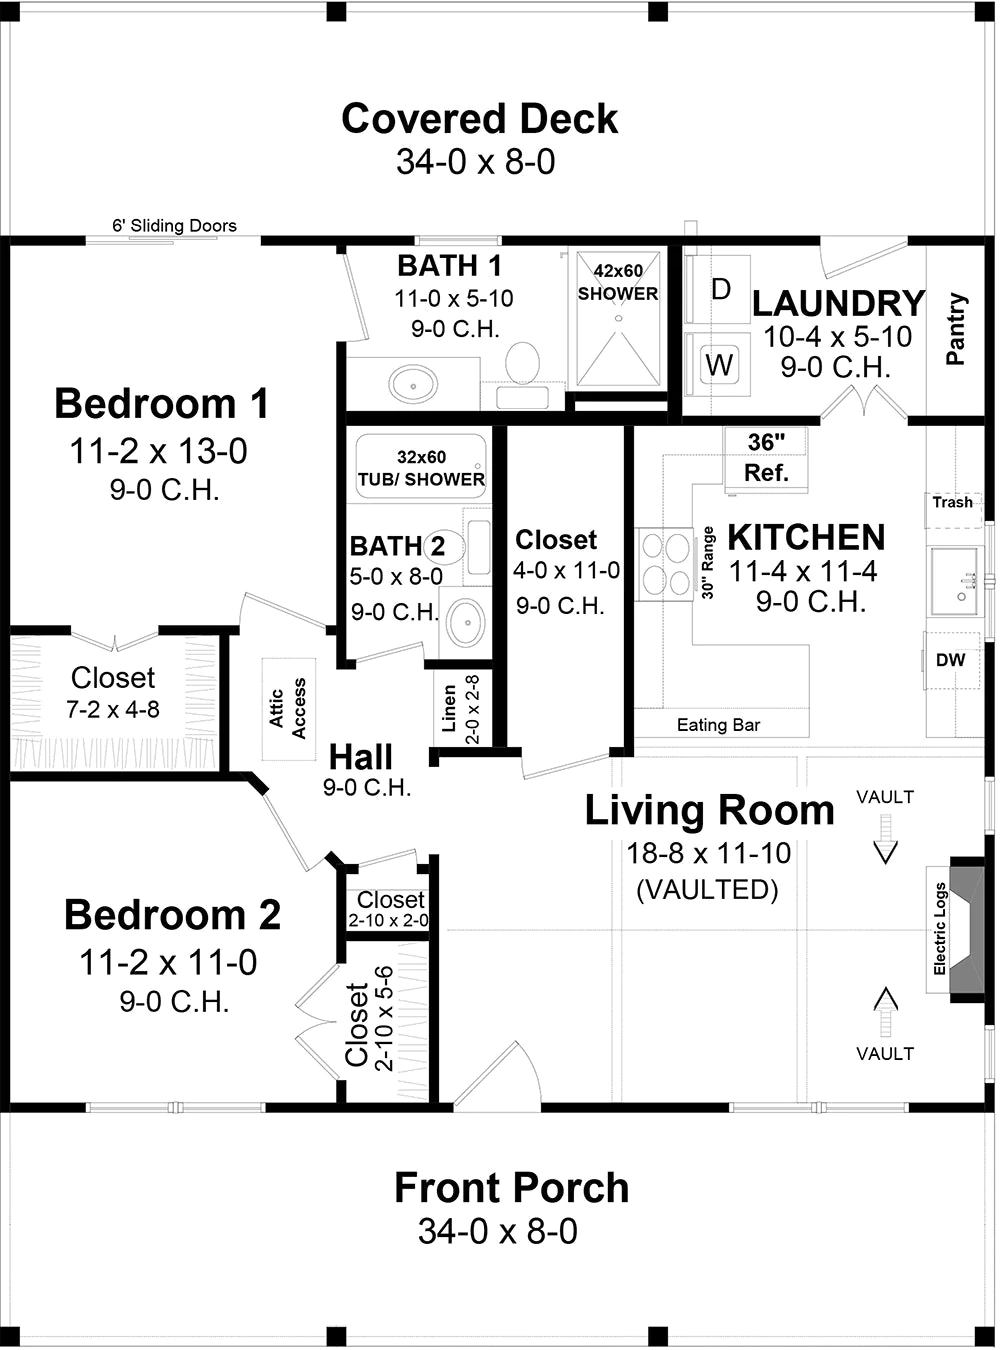 Covered Deck
34-0 x 8-0
6' Sliding Doors
BATH 1
11-0 x 5-10
9-0 C.H.
42x60
SHOWER
D
W
LAUNDRY
10-4 x 5-10
9-0 C.H.
Pantry
Bedroom 1
11-2 x 13-0
9-0 C.H.
32x60
TUB/ SHOWER
BATH 2
5-0 x 8-0
9-0 C.H.
Closet
4-0 x 11-0
9-0 C.H.
36"
Ref.
30" Range
KITCHEN
11-4 x 11-4
9-0 C.H.
Trash
DW
Eating Bar
Closet
7-2 x 4-8
Attic
Access
Linen
2-0 x 2-8
Hall
9-0 C.H.
Living Room
18-8 x 11-10
(VAULTED)
VAULT
Electric Logs
VAULT
Bedroom 2
11-2 x 11-0
9-0 C.H.
Closet
2-10 x 2-0
Closet
2-10 x 5-6
Front Porch
34-0 x 8-0